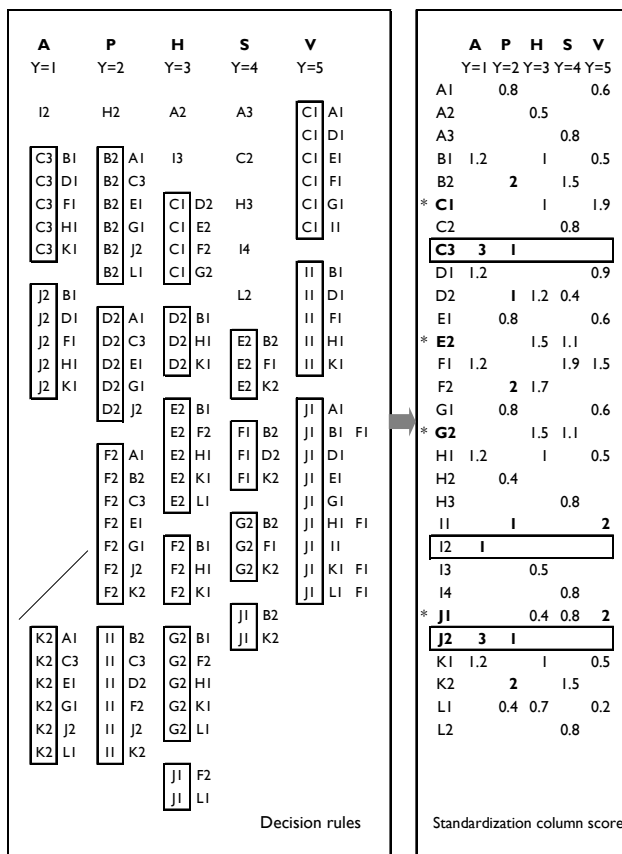 A P H S V
Y=1 Y=2 Y=3 Y=4 Y=5
I2 H2 A2 A3 C1 A1
C1 D1
C3 B1 B2 A1 I3 C2 C1 E1
C3 D1 B2 C3 C1 F1
C3 F1 B2 E1 C1 D2 H3 C1 G1
C3 H1 B2 G1 C1 E2 C1 I1
C3 K1 B2 J2 C1 F2 I4
B2 L1 C1 G2 I1 B1
J2 B1 L2 I1 D1
J2 D1 D2 A1 D2 B1 I1 F1
J2 F1 D2 C3 D2 H1 E2 B2 I1 H1
J2 H1 D2 E1 D2 K1 E2 F1 I1 K1
J2 K1 D2 G1 E2 K2
D2 J2 E2 B1 J1 A1
E2 F2 F1 B2 J1 B1 F1
F2 A1 E2 H1 F1 D2 J1 D1
F2 B2 E2 K1 F1 K2 J1 E1
F2 C3 E2 L1 J1 G1
F2 E1 G2 B2 J1 H1 F1
F2 G1 F2 B1 G2 F1 J1 I1
F2 J2 F2 H1 G2 K2 J1 K1 F1
F2 K2 F2 K1 J1 L1 F1
J1 B2
K2 A1 I1 B2 G2 B1 J1 K2
K2 C3 I1 C3 G2 F2
K2 E1 I1 D2 G2 H1
K2 G1 I1 F2 G2 K1
K2 J2 I1 J2 G2 L1
K2 L1 I1 K2
J1 F2
J1 L1
Decision rules
A P H S V
Y=1 Y=2 Y=3 Y=4 Y=5
A1 0.8 0.6
A2 0.5
A3 0.8
B1 1.2 1 0.5
B2 2 1.5
* C1 1 1.9
C2 0.8
C3 3 1
D1 1.2 0.9
D2 1 1.2 0.4
E1 0.8 0.6
* E2 1.5 1.1
F1 1.2 1.9 1.5
F2 2 1.7
G1 0.8 0.6
* G2 1.5 1.1
H1 1.2 1 0.5
H2 0.4
H3 0.8
I1 1 2
I2 1
I3 0.5
I4 0.8
* J1 0.4 0.8 2
J2 3 1
K1 1.2 1 0.5
K2 2 1.5
L1 0.4 0.7 0.2
L2 0.8
Standardization column score